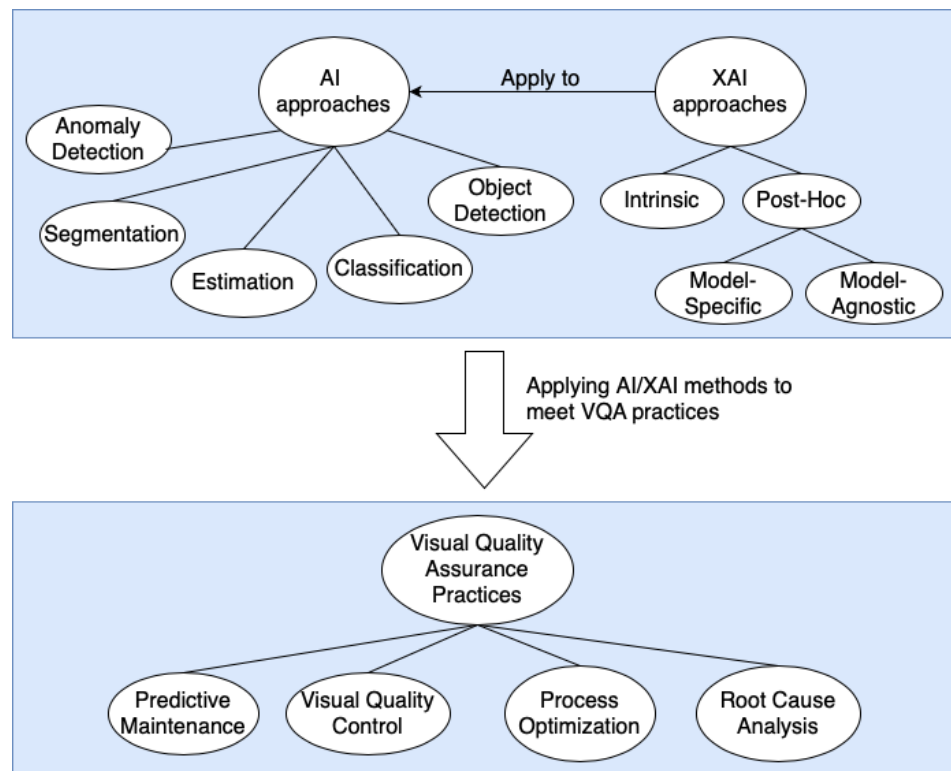 AI
approaches
Apply to
XAI
approaches
Anomaly
Detection
Segmentation
Estimation
Classification
Object
Detection
Intrinsic
Post-Hoc
Model-
Specific
Model-
Agnostic
Applying AI/XAI methods to
meet VQA practices
Visual Quality
Assurance
Practices
Predictive
Maintenance
Visual Quality
Control
Process
Optimization
Root Cause
Analysis